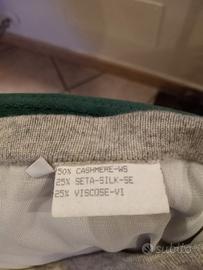 50% CASHMERE-WS
25% SETA-SILK-SE
25% VISCOSE-VI
subito